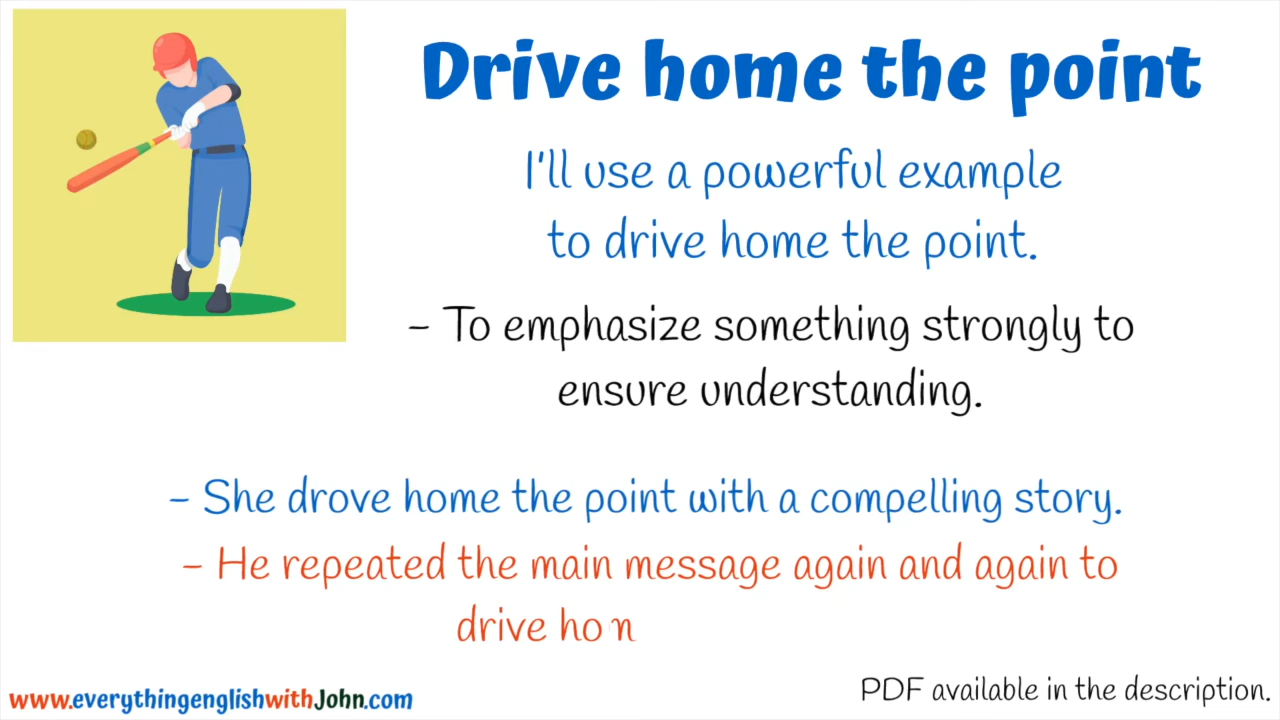 Drive home the point
I'll use a powerful example
to drive home the point.
- To emphasize something strongly to
ensure understanding.
- She drove home the point with a compelling story.
- He repeated the main message again and again to
drive hon
www.everythingenglishwithJohn.com
PDF available in the description.